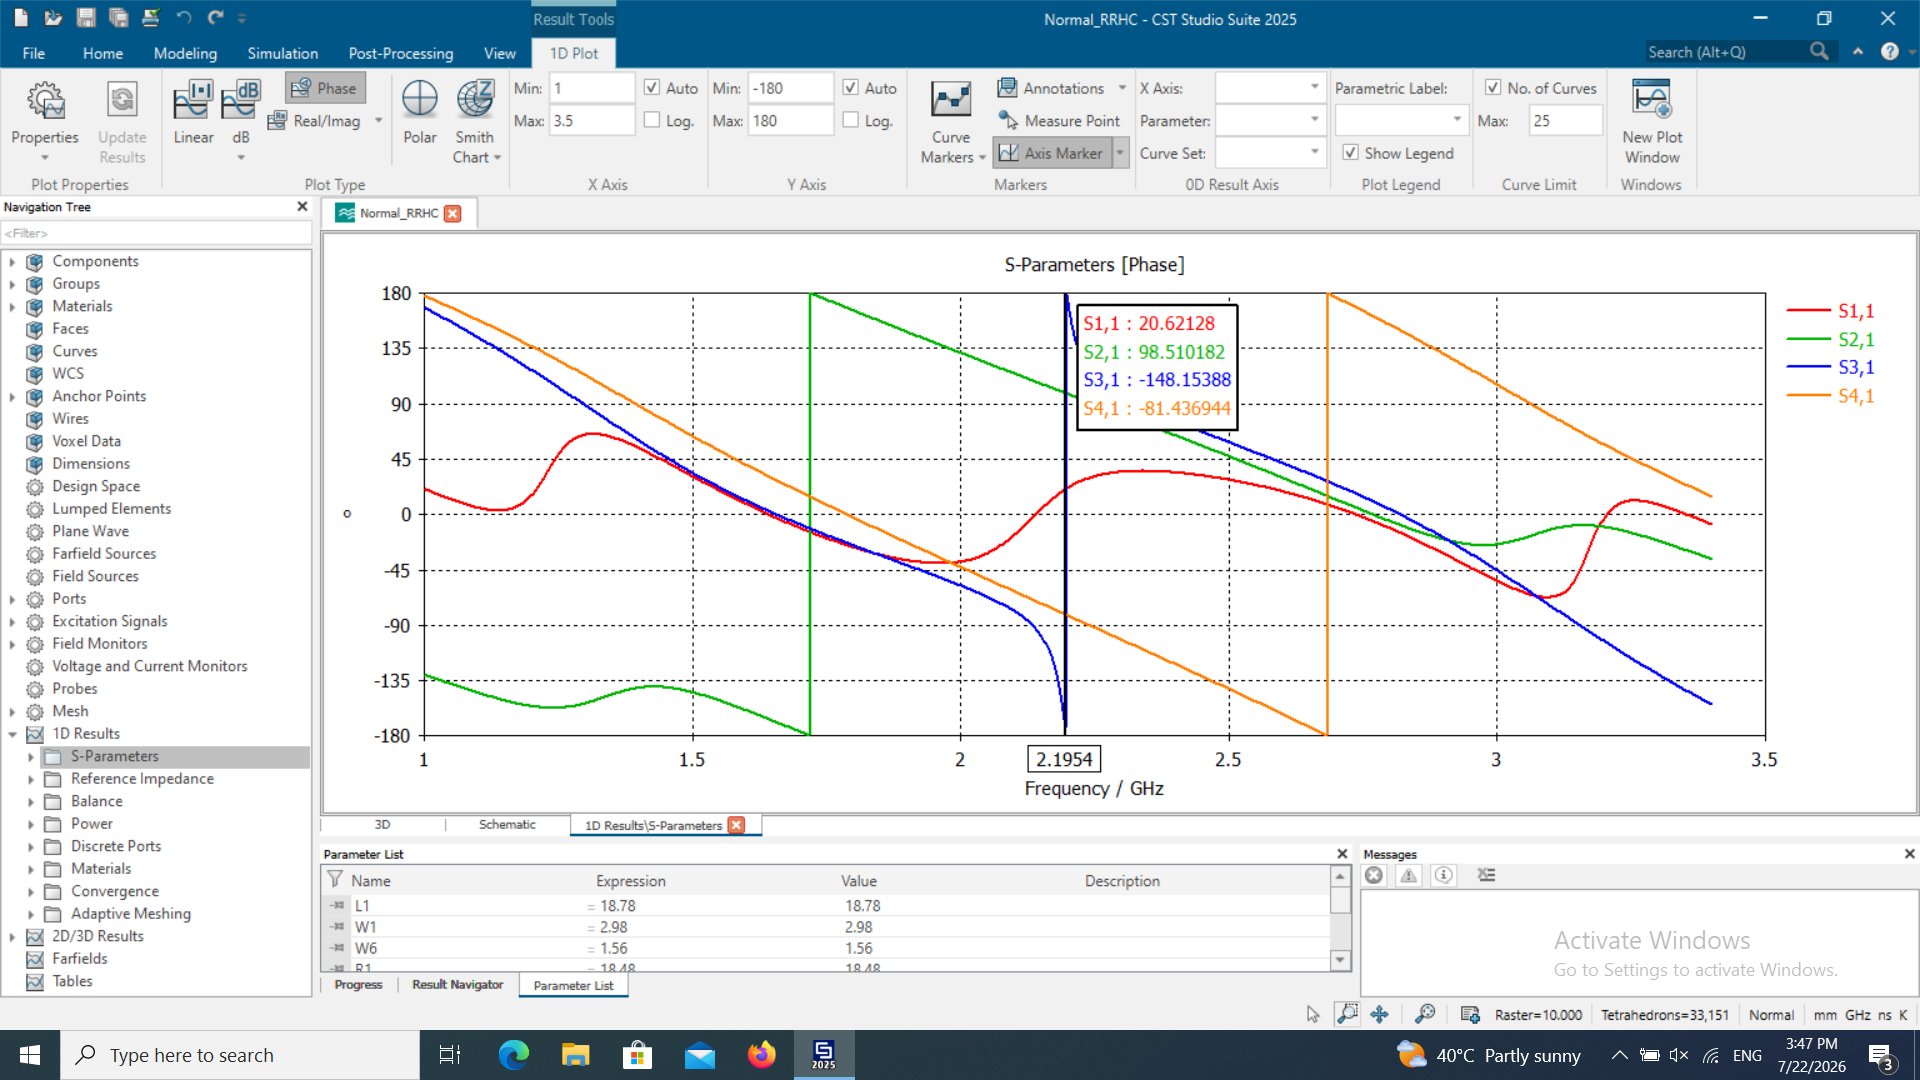 Result Tools
Normal_RRHC - CST Studio Suite 2025
File Home Modeling Simulation Post-Processing View 1D Plot
Search (Alt+Q)
Properties
Update Results
Plot Properties
Linear
dB
Phase
Real/Imag
Polar
Smith Chart
Plot Type
Min: 1 Auto
Max: 3.5 Log.
X Axis
Min: -180 Auto
Max: 180 Log.
Y Axis
Curve Markers
Annotations
Measure Point
Axis Marker
Markers
X Axis:
Parameter:
Curve Set:
0D Result Axis
Parametric Label:
Show Legend
Plot Legend
No. of Curves
Max: 25
Curve Limit
New Plot Window
Windows
Navigation Tree
<Filter>
Components
Groups
Materials
Faces
Curves
WCS
Anchor Points
Wires
Voxel Data
Dimensions
Design Space
Lumped Elements
Plane Wave
Farfield Sources
Field Sources
Ports
Excitation Signals
Field Monitors
Voltage and Current Monitors
Probes
Mesh
1D Results
S-Parameters
Reference Impedance
Balance
Power
Discrete Ports
Materials
Convergence
Adaptive Meshing
2D/3D Results
Farfields
Tables
Normal_RRHC
S-Parameters [Phase]
180
135
90
45
0
-45
-90
-135
-180
°
S1,1 : 20.62128
S2,1 : 98.510182
S3,1 : -148.15388
S4,1 : -81.436944
S1,1
S2,1
S3,1
S4,1
1 1.5 2 2.1954 2.5 3 3.5
Frequency / GHz
3D Schematic 1D Results\S-Parameters
Parameter List
Name Expression Value Description
L1 = 18.78 18.78
W1 = 2.98 2.98
W6 = 1.56 1.56
R1 18.48 18.48
Progress Result Navigator Parameter List
Messages
Activate Windows
Go to Settings to activate Windows.
Raster=10.000 Tetrahedrons=33,151 Normal mm GHz ns K
Type here to search
2025
40°C Partly sunny
ENG
3:47 PM
7/22/2026
3